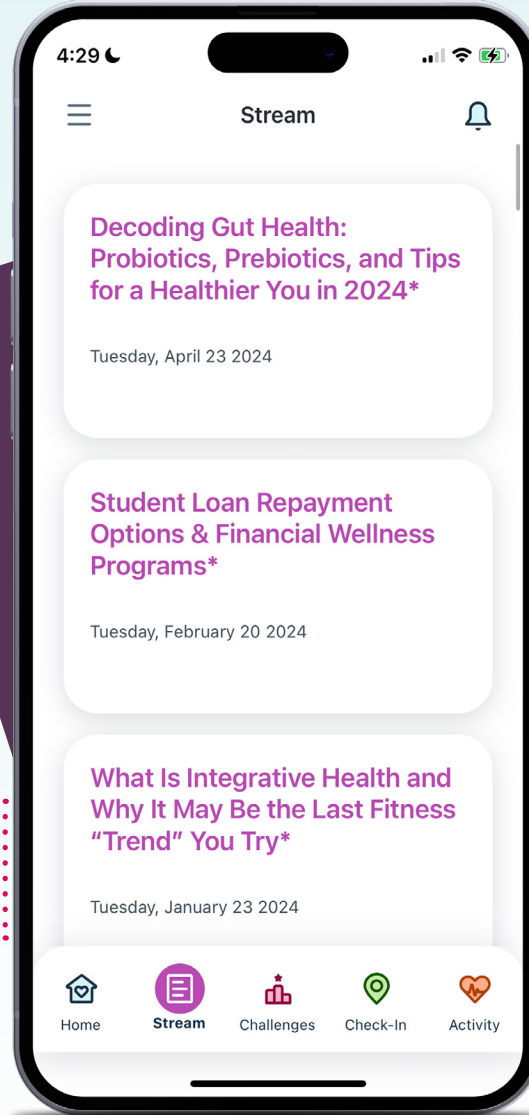 4:29
Stream
Decoding Gut Health:
Probiotics, Prebiotics, and Tips
for a Healthier You in 2024*
Tuesday, April 23 2024
Student Loan Repayment
Options & Financial Wellness
Programs*
Tuesday, February 20 2024
What Is Integrative Health and
Why It May Be the Last Fitness
“Trend” You Try*
Tuesday, January 23 2024
Home
Stream
Challenges
Check-In
Activity